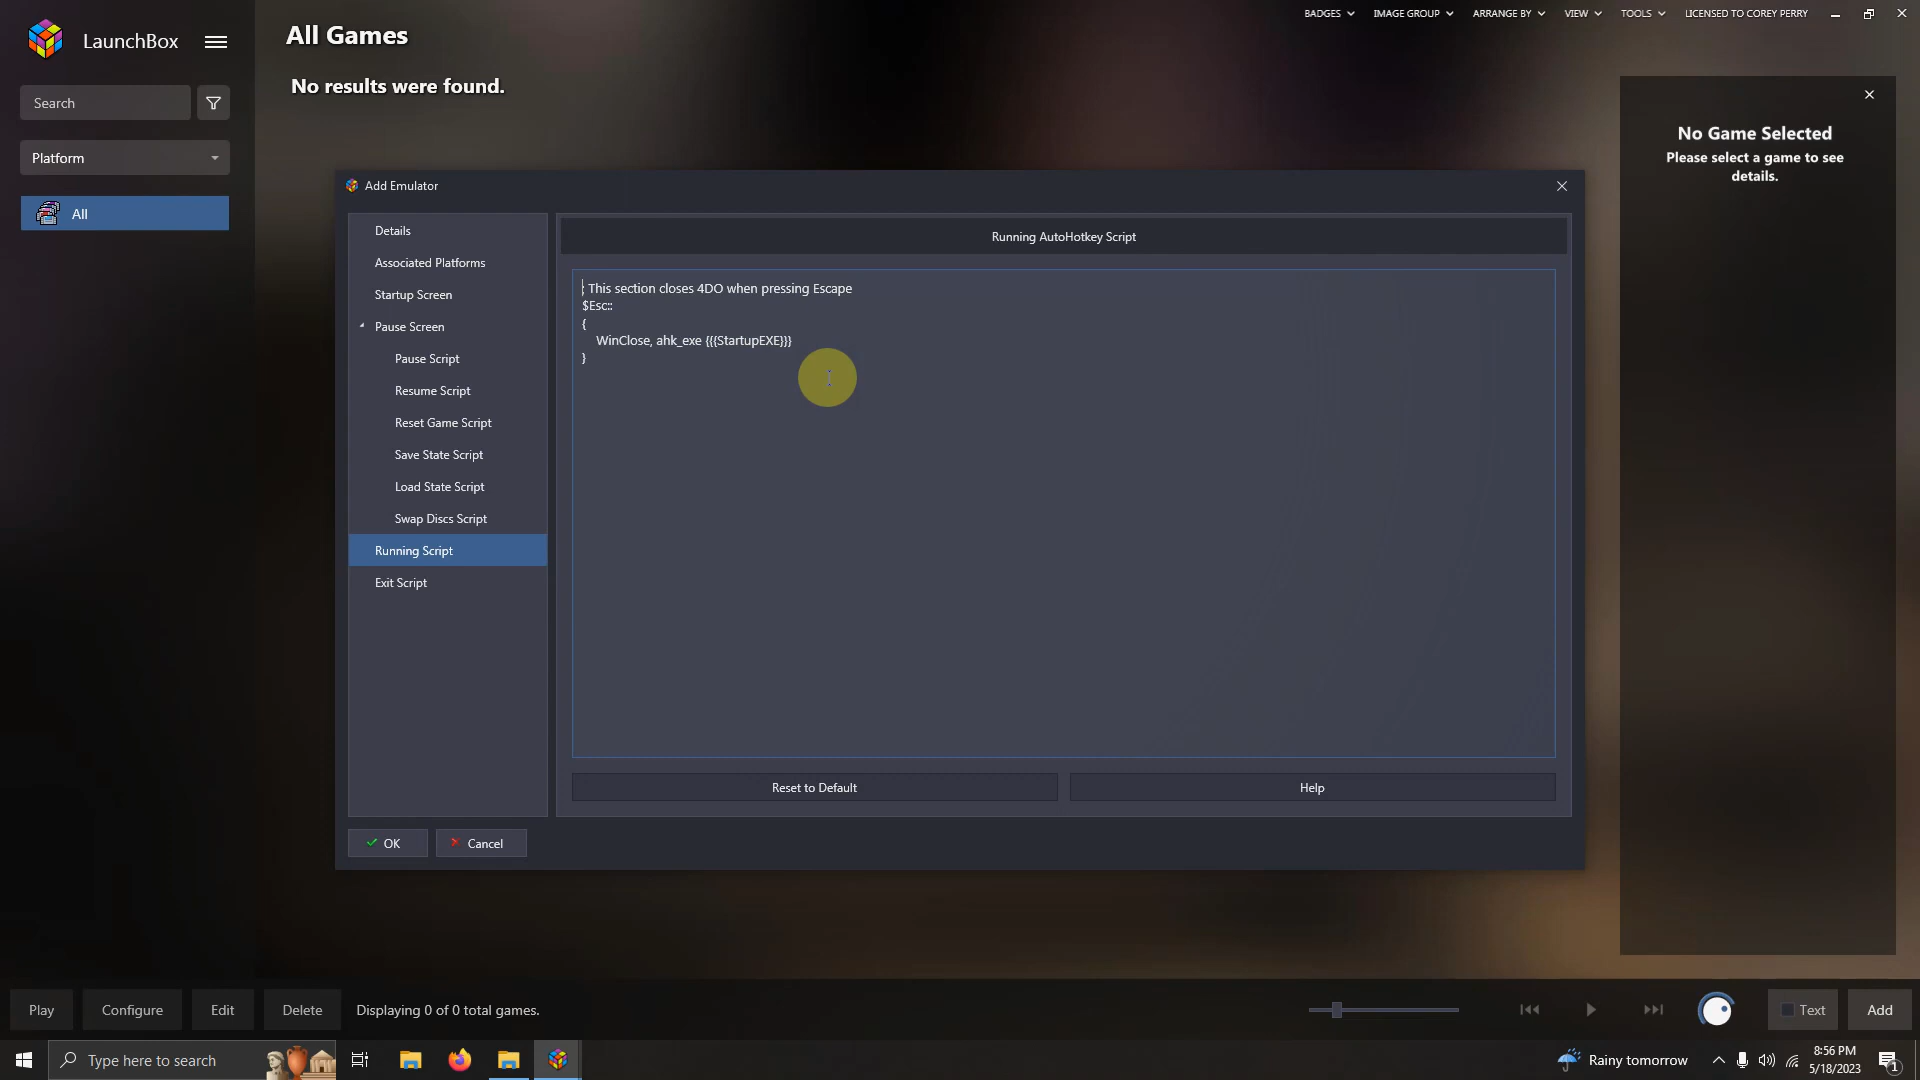 LaunchBox
Search
Platform
All
All Games
No results were found.
BADGES
IMAGE GROUP
ARRANGE BY
VIEW
TOOLS
LICENSED TO COREY PERRY
No Game Selected
Please select a game to see
details.
Add Emulator
Details
Associated Platforms
Startup Screen
Pause Screen
Pause Script
Resume Script
Reset Game Script
Save State Script
Load State Script
Swap Discs Script
Running Script
Exit Script
Running AutoHotkey Script
; This section closes 4DO when pressing Escape
$Esc::
{
WinClose, ahk_exe {{{StartupEXE}}}
}
Reset to Default
Help
OK
Cancel
Play
Configure
Edit
Delete
Displaying 0 of 0 total games.
Text
Add
Type here to search
Rainy tomorrow
8:56 PM
5/18/2023
1